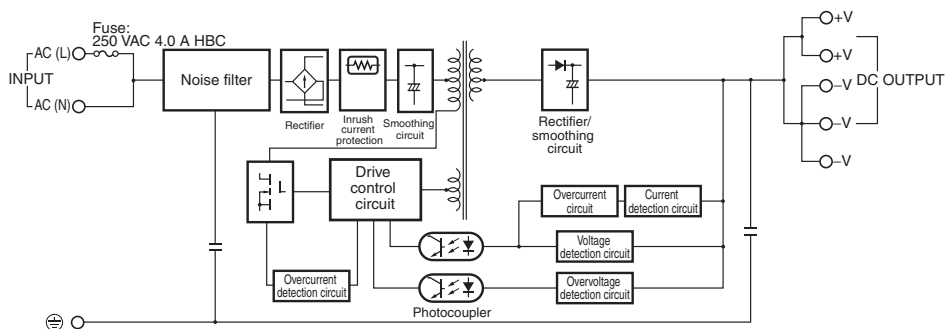 Fuse:
250 VAC 4.0 A HBC
AC (L)
INPUT
AC (N)
Noise filter
Rectifier
Inrush
current
protection
Smoothing
circuit
Rectifier/
smoothing
circuit
+V
+V
DC OUTPUT
–V
–V
–V
Drive
control
circuit
Overcurrent
circuit
Current
detection circuit
Voltage
detection circuit
Overcurrent
detection circuit
Overvoltage
detection circuit
Photocoupler